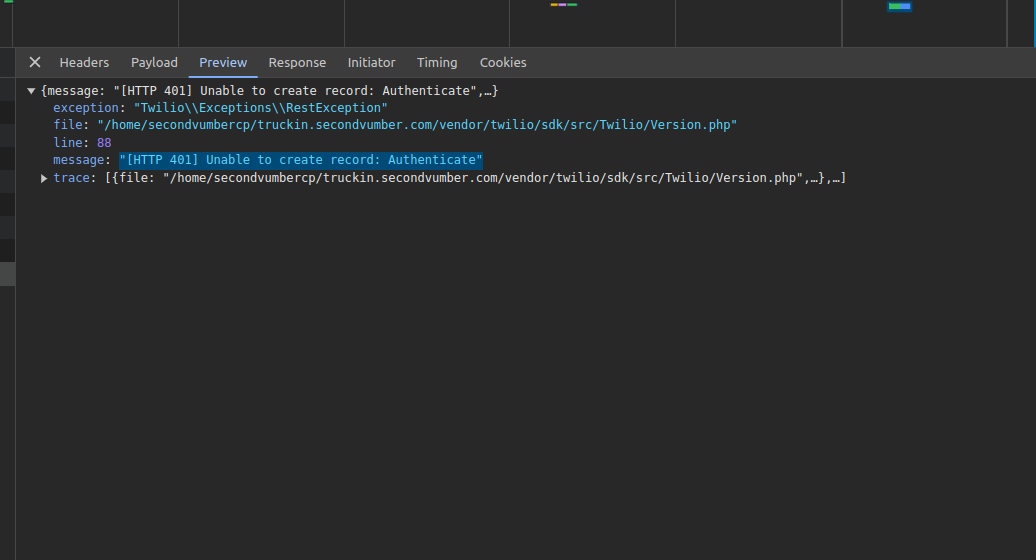 Headers Payload Preview Response Initiator Timing Cookies
{message: "[HTTP 401] Unable to create record: Authenticate",…}
exception: "Twilio\\Exceptions\\RestException"
file: "/home/secondvumbercp/truckin.secondvumber.com/vendor/twilio/sdk/src/Twilio/Version.php"
line: 88
message: "[HTTP 401] Unable to create record: Authenticate"
trace: [{file: "/home/secondvumbercp/truckin.secondvumber.com/vendor/twilio/sdk/src/Twilio/Version.php",…},…]